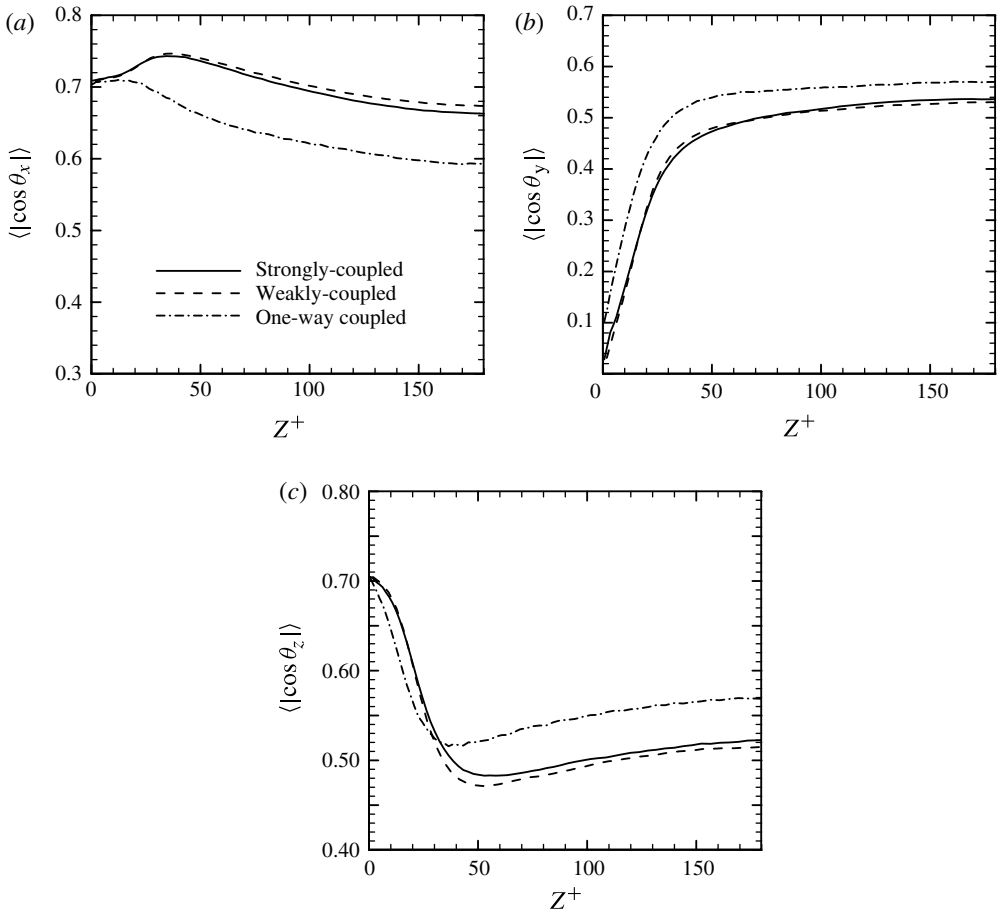 (a)
0.8
0.7
0.6
0.5
0.4
0.3
⟨|cos θx|⟩
Strongly-coupled
Weakly-coupled
One-way coupled
0 50 100 150
Z+
(b)
0.7
0.6
0.5
0.4
0.3
0.2
0.1
⟨|cos θy|⟩
0 50 100 150
Z+
(c)
0.80
0.70
0.60
0.50
0.40
⟨|cos θz|⟩
0 50 100 150
Z+